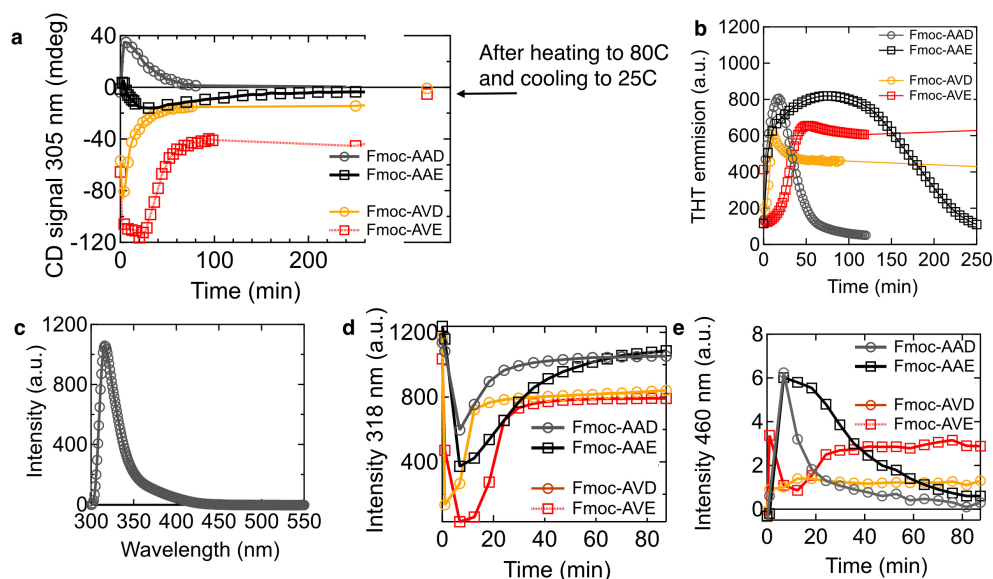 a
CD signal 305 nm (mdeg)
40
0
-40
-80
-120
0
100
200
Time (min)
Fmoc-AAD
Fmoc-AAE
Fmoc-AVD
Fmoc-AVE
After heating to 80C
and cooling to 25C
b
THT emmision (a.u.)
1200
1000
800
600
400
200
0
0
50
100
150
200
250
Time (min)
Fmoc-AAD
Fmoc-AAE
Fmoc-AVD
Fmoc-AVE
c
Intensity (a.u.)
1200
800
400
0
300
350
400
450
500
550
Wavelength (nm)
d
Intensity 318 nm (a.u.)
1200
800
400
0
20
40
60
80
Time (min)
Fmoc-AAD
Fmoc-AAE
Fmoc-AVD
Fmoc-AVE
e
Intensity 460 nm (a.u.)
8
6
4
2
0
0
20
40
60
80
Time (min)
Fmoc-AAD
Fmoc-AAE
Fmoc-AVD
Fmoc-AVE